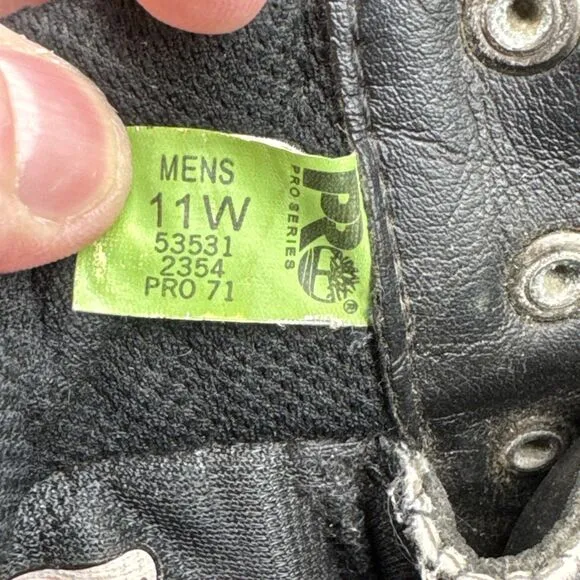 MENS
11W
53531
2354
PRO 71
PRO
PRO SERIES
®